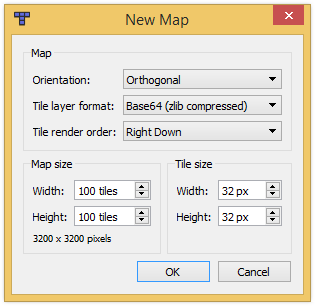 New Map
Map
Orientation: Orthogonal
Tile layer format: Base64 (zlib compressed)
Tile render order: Right Down
Map size
Width: 100 tiles
Height: 100 tiles
3200 x 3200 pixels
Tile size
Width: 32 px
Height: 32 px
OK Cancel